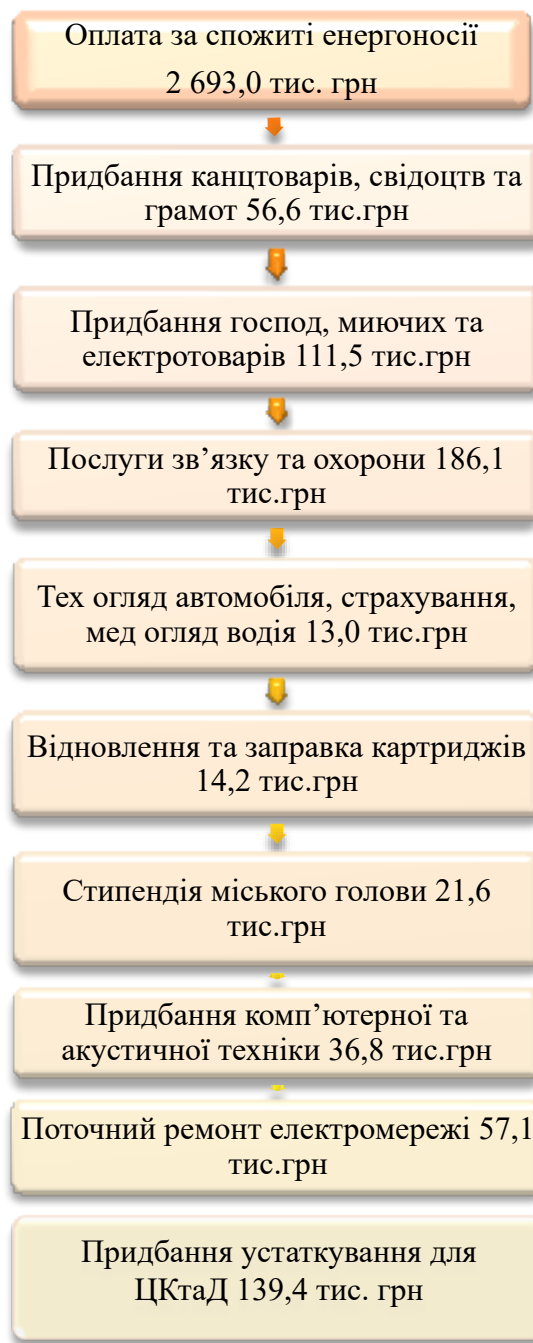 Оплата за спожиті енергоносії
2 693,0 тис. грн
Придбання канцтоварів, свідоцтв та
грамот 56,6 тис.грн
Придбання господ, миючих та
електротоварів 111,5 тис.грн
Послуги зв’язку та охорони 186,1
тис.грн
Тех огляд автомобіля, страхування,
мед огляд водія 13,0 тис.грн
Відновлення та заправка картриджів
14,2 тис.грн
Стипендія міського голови 21,6
тис.грн
Придбання комп’ютерної та
акустичної техніки 36,8 тис.грн
Поточний ремонт електромережі 57,1
тис.грн
Придбання устаткування для
ЦКтаД 139,4 тис. грн